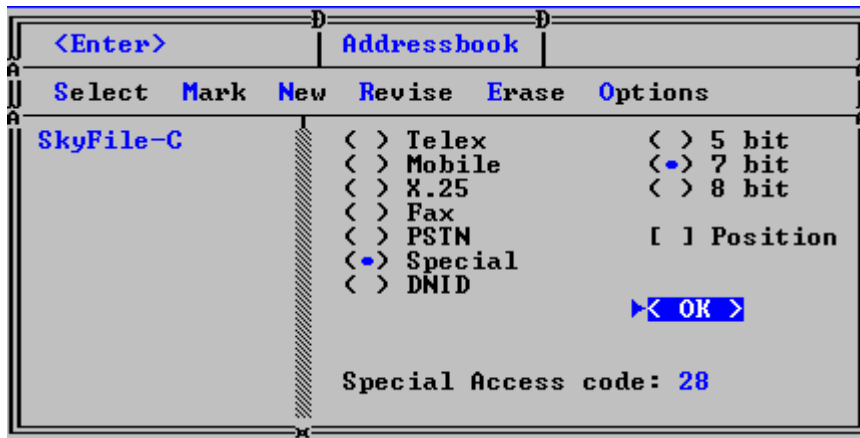 <Enter> Addressbook
Select Mark New Revise Erase Options
SkyFile-C
( ) Telex ( ) 5 bit
(•) 7 bit
( ) Mobile
( ) X.25 ( ) 8 bit
( ) Fax
( ) PSTN [ ] Position
(•) Special
( ) DNID
< OK >
Special Access code: 28